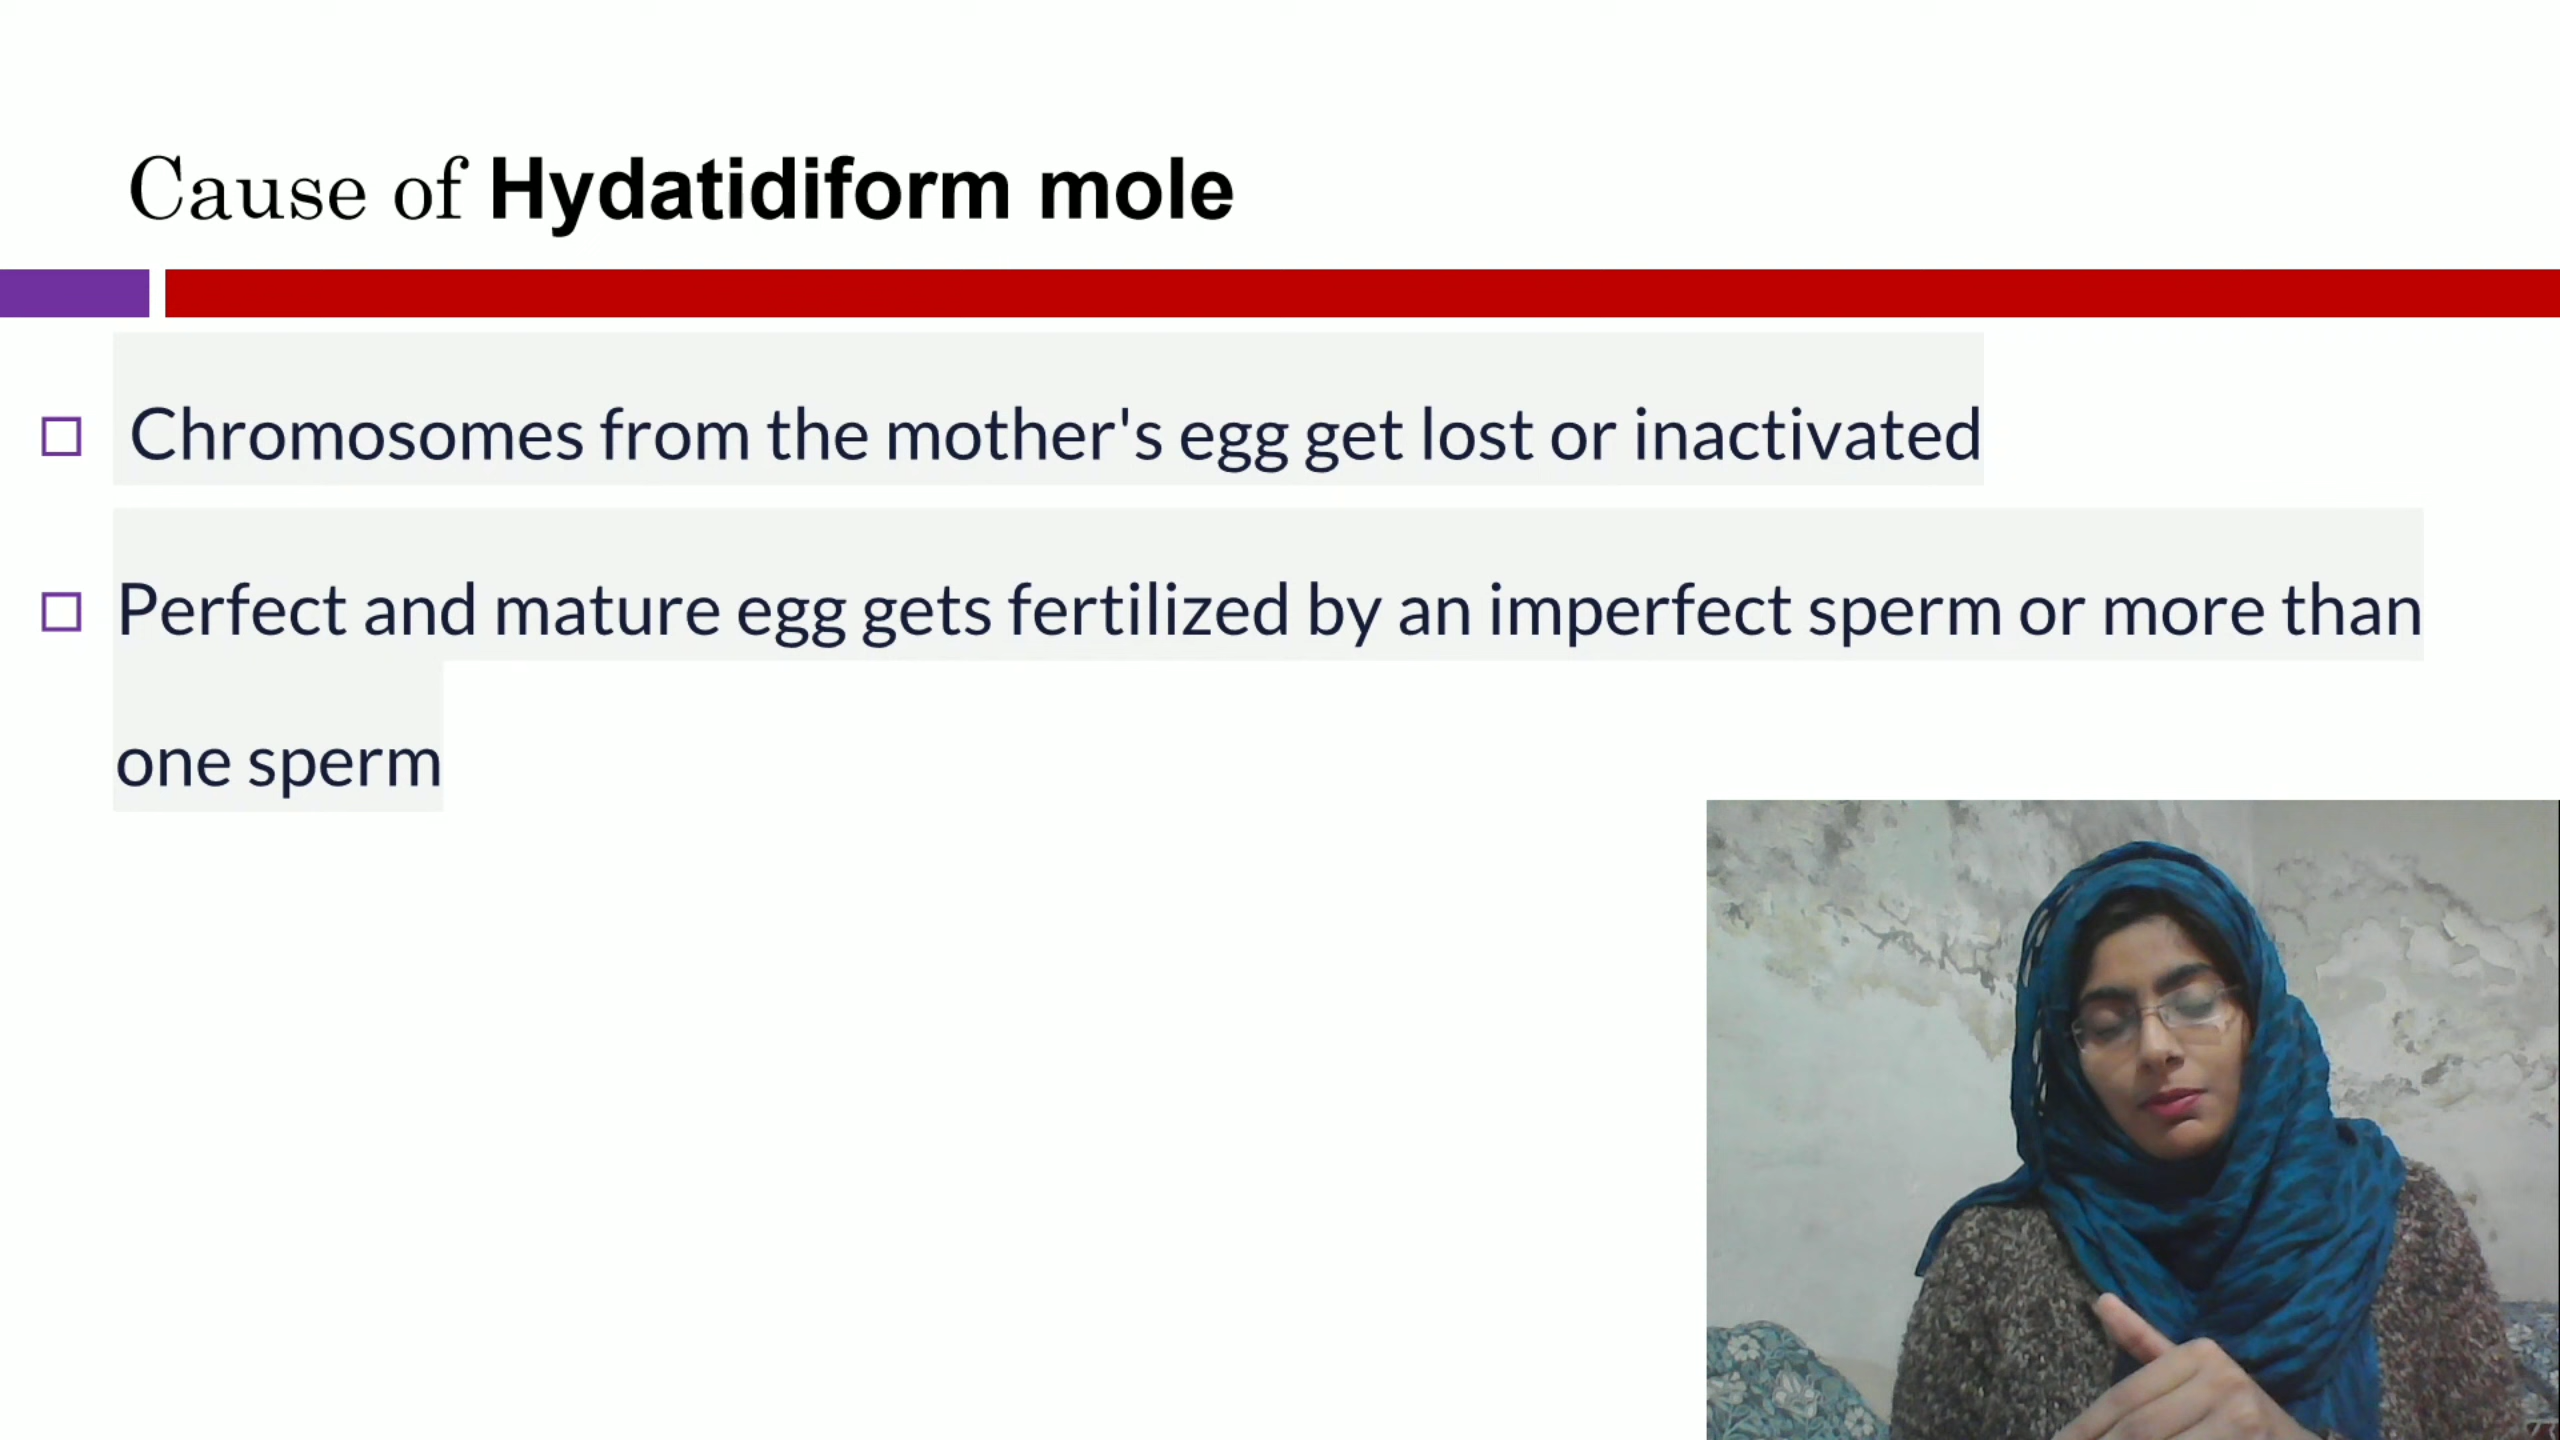 Cause of Hydatidiform mole
Chromosomes from the mother's egg get lost or inactivated
Perfect and mature egg gets fertilized by an imperfect sperm or more than
one sperm